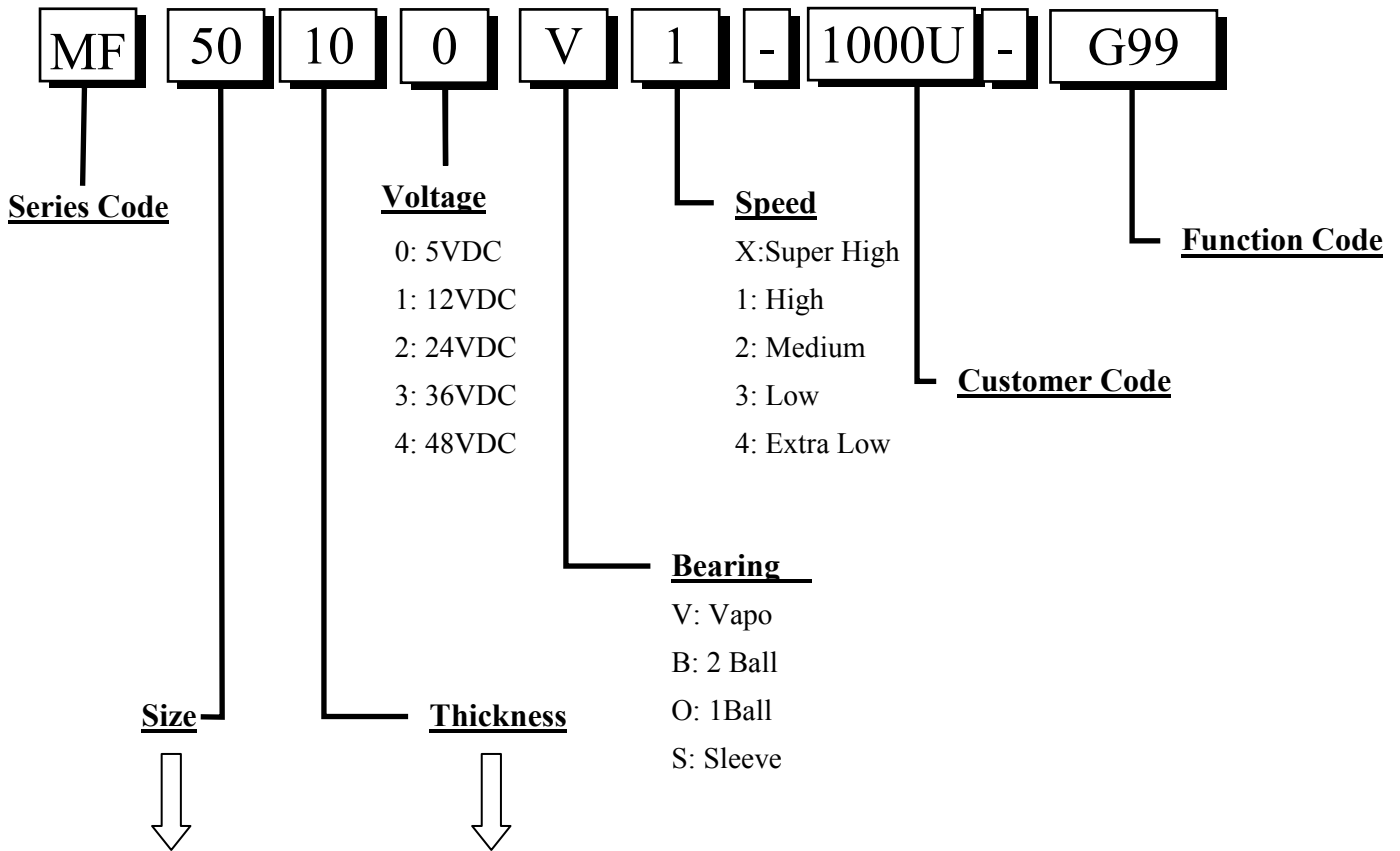 MF 50 10 0 V 1 - 1000U - G99
Series Code
Voltage
0: 5VDC
1: 12VDC
2: 24VDC
3: 36VDC
4: 48VDC
Speed
X:Super High
1: High
2: Medium
3: Low
4: Extra Low
Function Code
Customer Code
Bearing
V: Vapo
B: 2 Ball
O: 1Ball
S: Sleeve
Size
Thickness